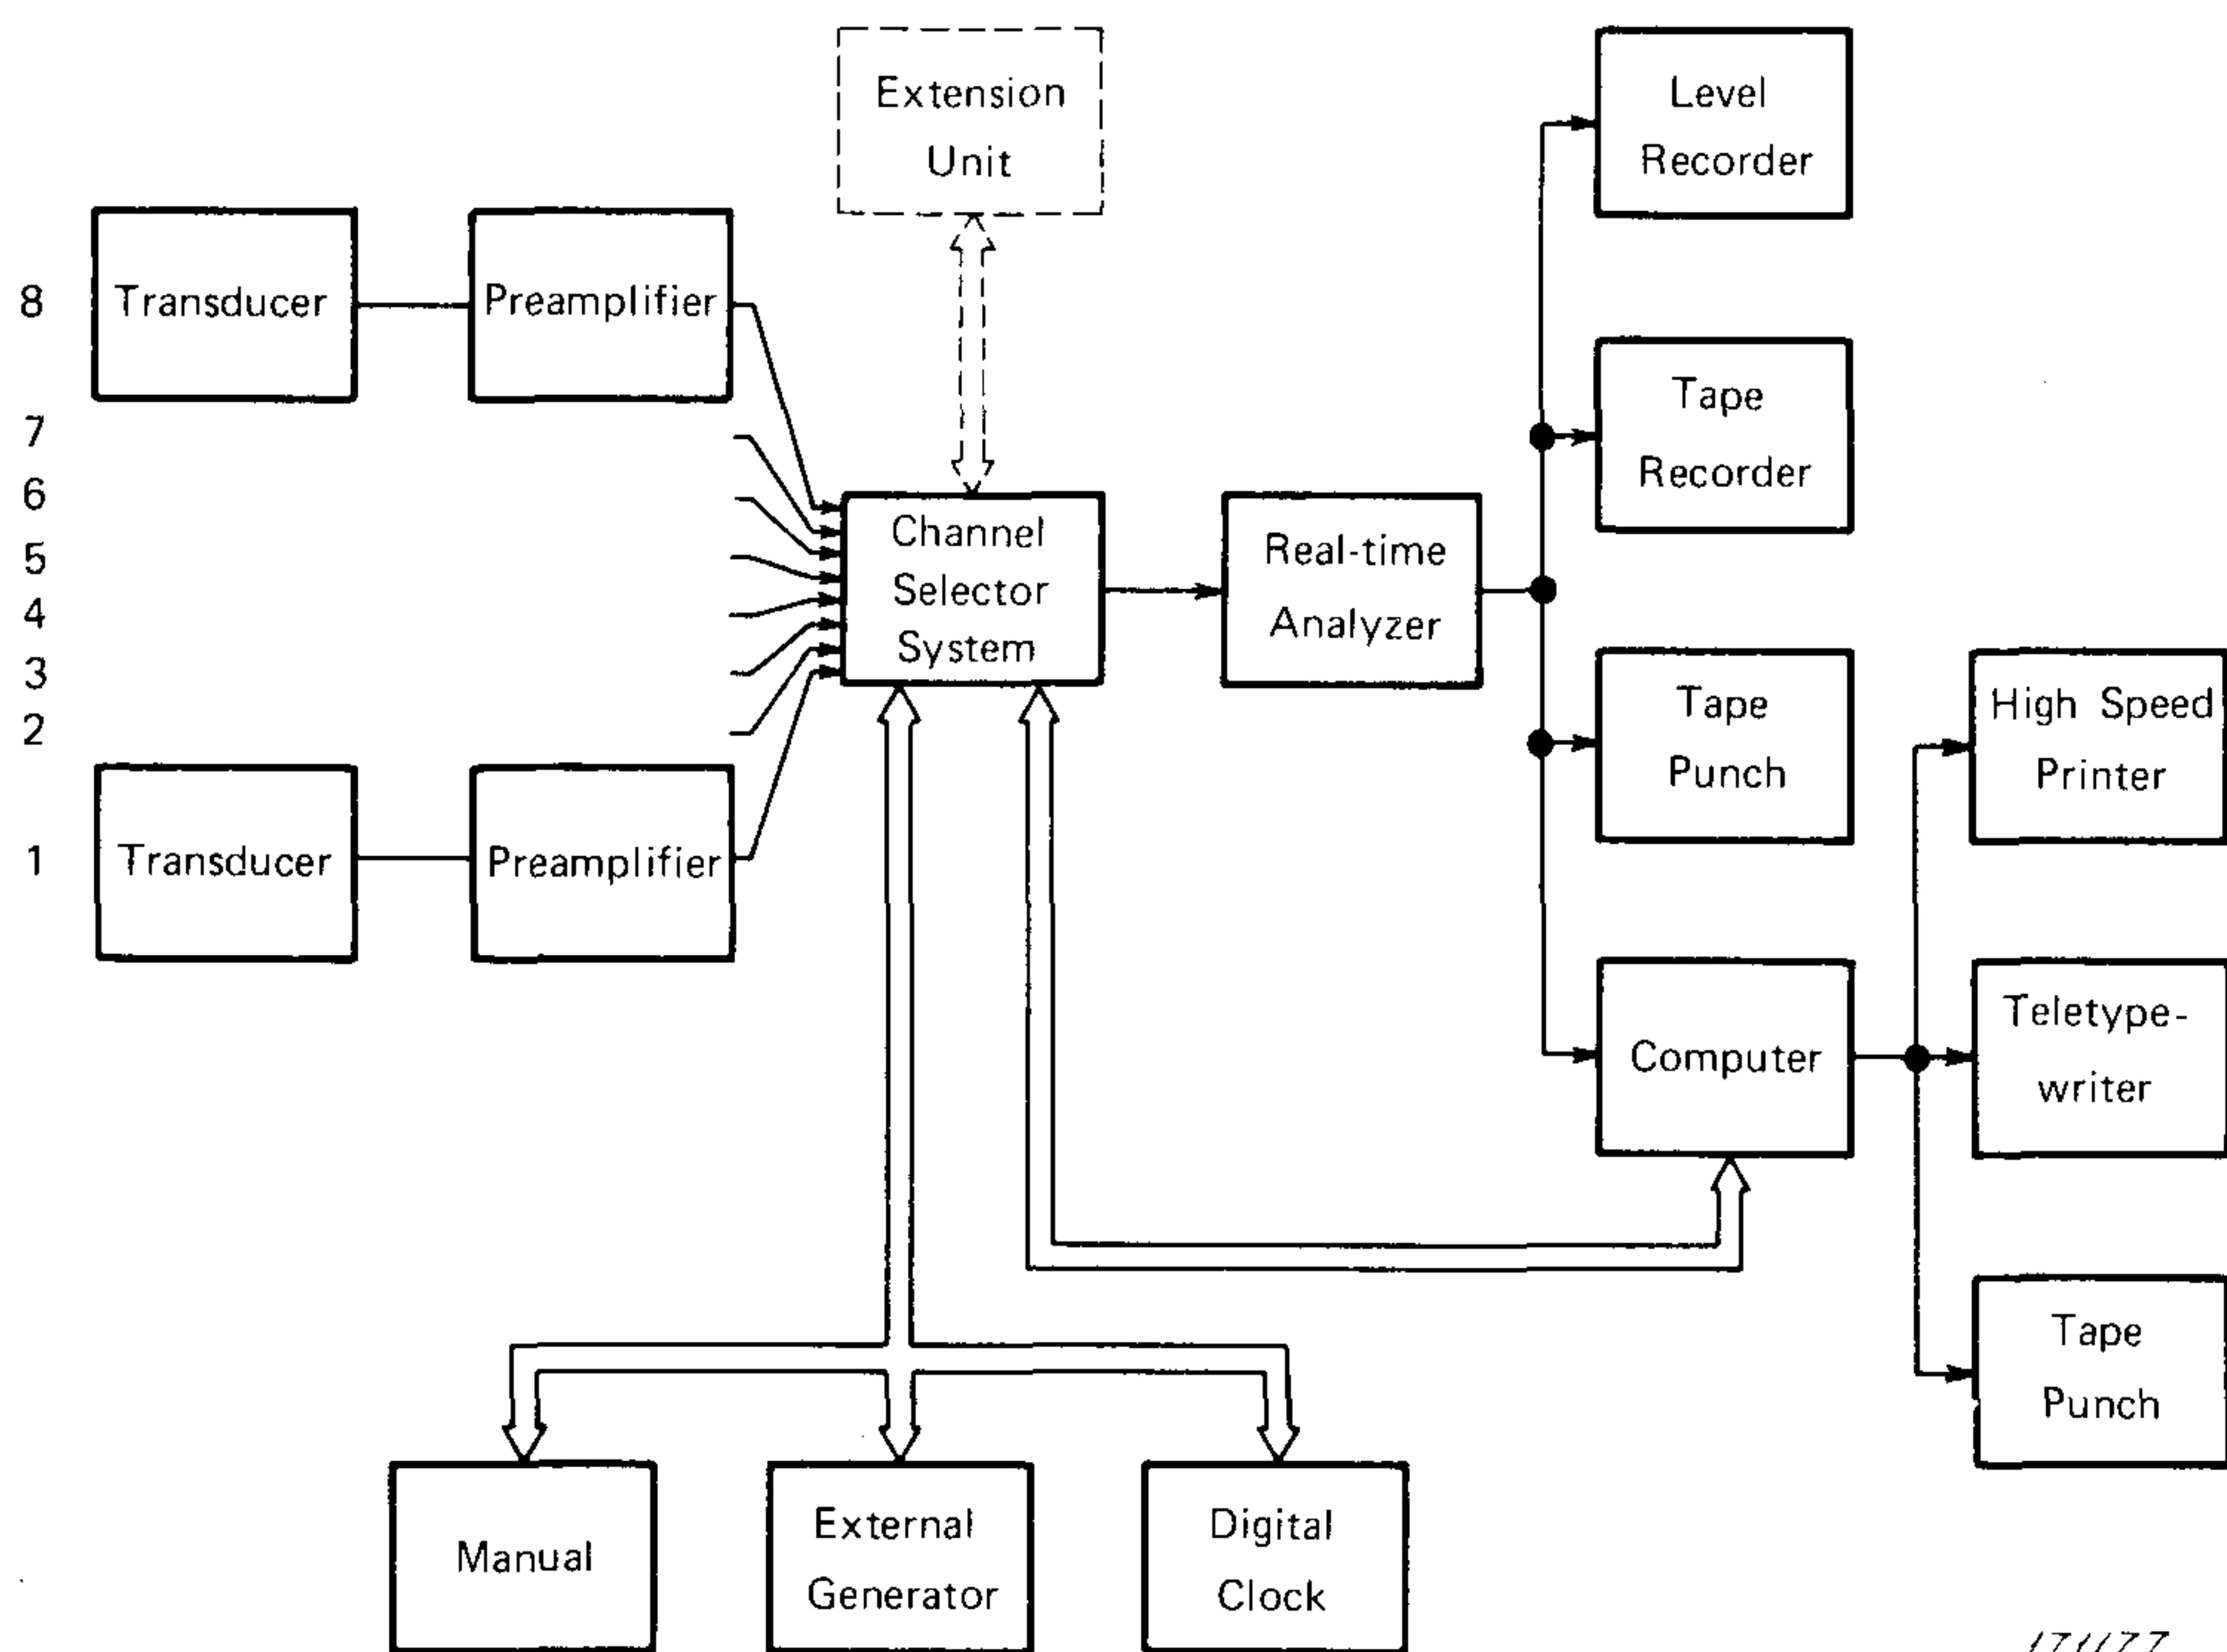 Extension
Unit
Level
Recorder
8
Transducer
Preamplifier
Tape
Recorder
7
6
5
4
3
2
Channel
Selector
System
Real-time
Analyzer
Tape
Punch
High Speed
Printer
1
Transducer
Preamplifier
Computer
Teletype-
writer
Tape
Punch
Manual
External
Generator
Digital
Clock